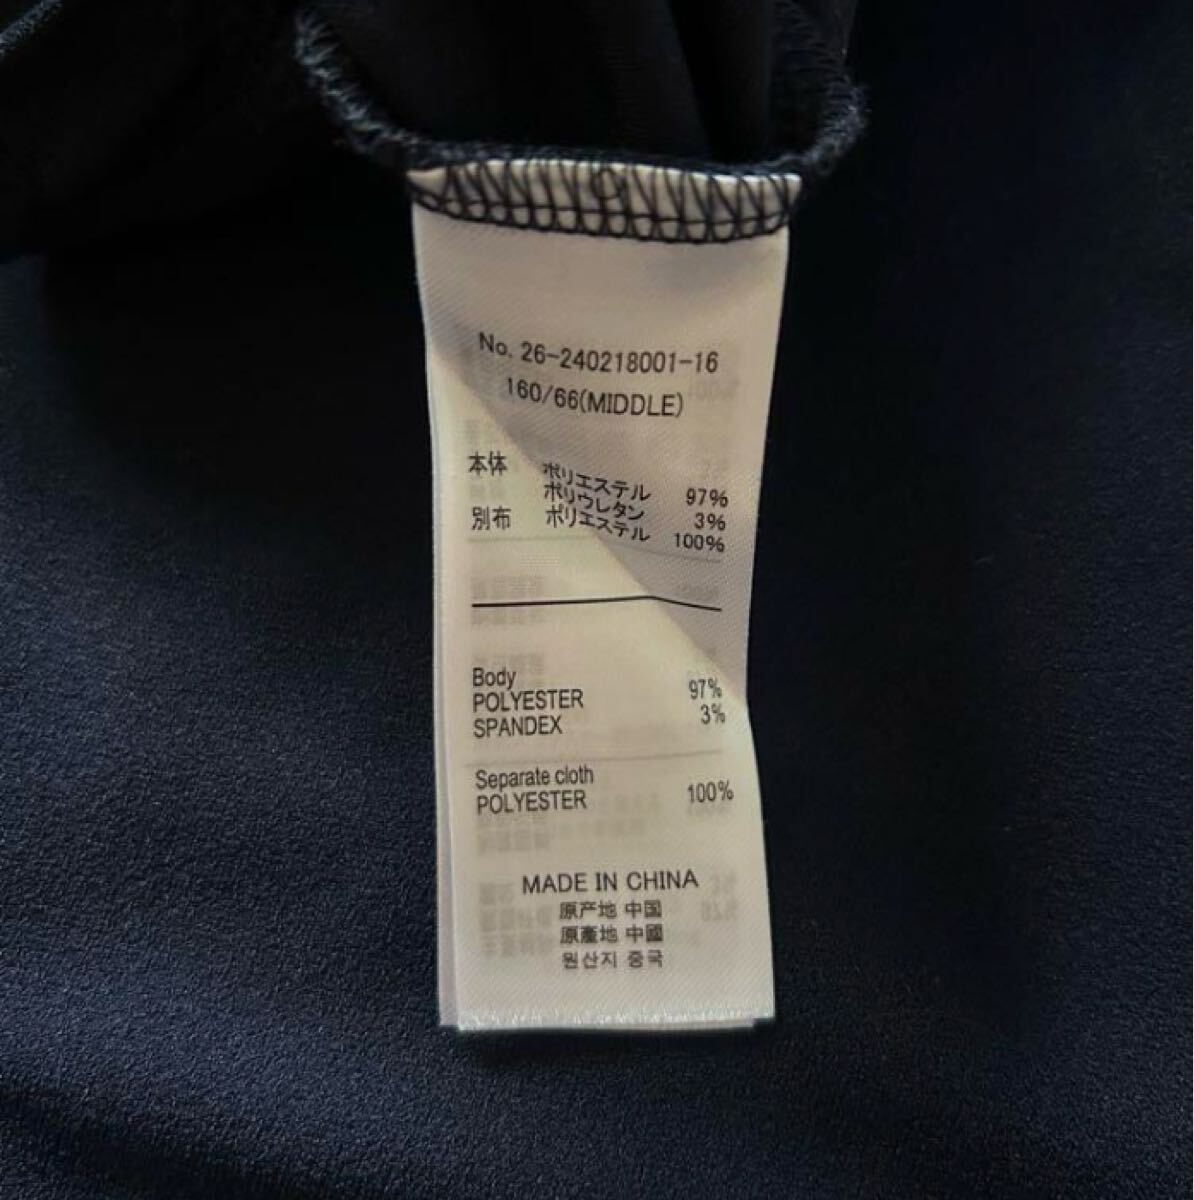 No. 26-240218001-16
160/66(MIDDLE)
本体 ポリエステル 97%
ポリウレタン 3%
別布 ポリエステル 100%
Body
POLYESTER 97%
SPANDEX 3%
Separate cloth
POLYESTER 100%
MADE IN CHINA
原产地 中国
原產地 中國
원산지 중국